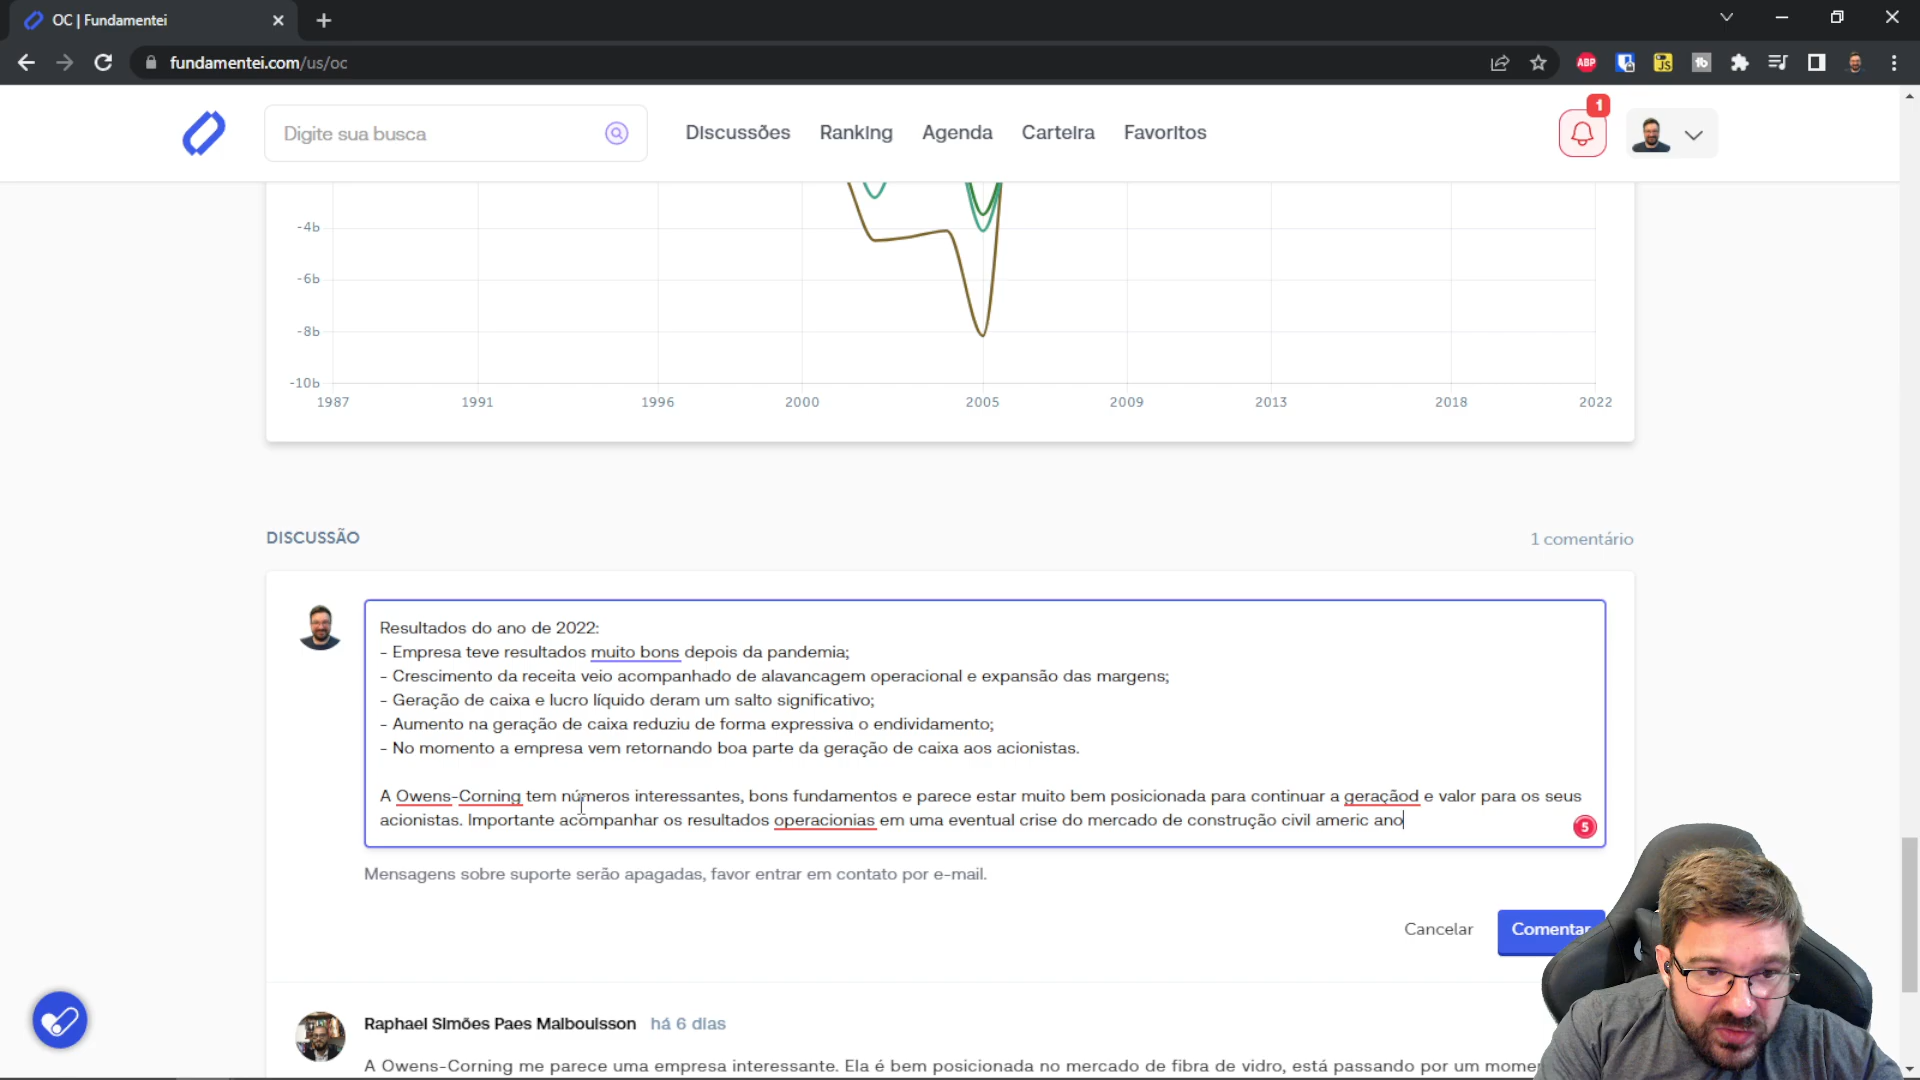 OC | Fundamentei
fundamentei.com/us/oc
ABP
JS
tb
Digite sua busca
Discussões
Ranking
Agenda
Carteira
Favoritos
1
-4b
-6b
-8b
-10b
1987
1991
1996
2000
2005
2009
2013
2018
2022
DISCUSSÃO
1 comentário
Resultados do ano de 2022:
- Empresa teve resultados muito bons depois da pandemia;
- Crescimento da receita veio acompanhado de alavancagem operacional e expansão das margens;
- Geração de caixa e lucro líquido deram um salto significativo;
- Aumento na geração de caixa reduziu de forma expressiva o endividamento;
- No momento a empresa vem retornando boa parte da geração de caixa aos acionistas.
A Owens-Corning tem números interessantes, bons fundamentos e parece estar muito bem posicionada para continuar a geraçãod e valor para os seus
acionistas. Importante acompanhar os resultados operacionias em uma eventual crise do mercado de construção civil americ ano
5
Mensagens sobre suporte serão apagadas, favor entrar em contato por e-mail.
Cancelar
Comentar
Raphael Simões Paes Malbouisson há 6 dias
A Owens-Corning me parece uma empresa interessante. Ela é bem posicionada no mercado de fibra de vidro, está passando por um mome